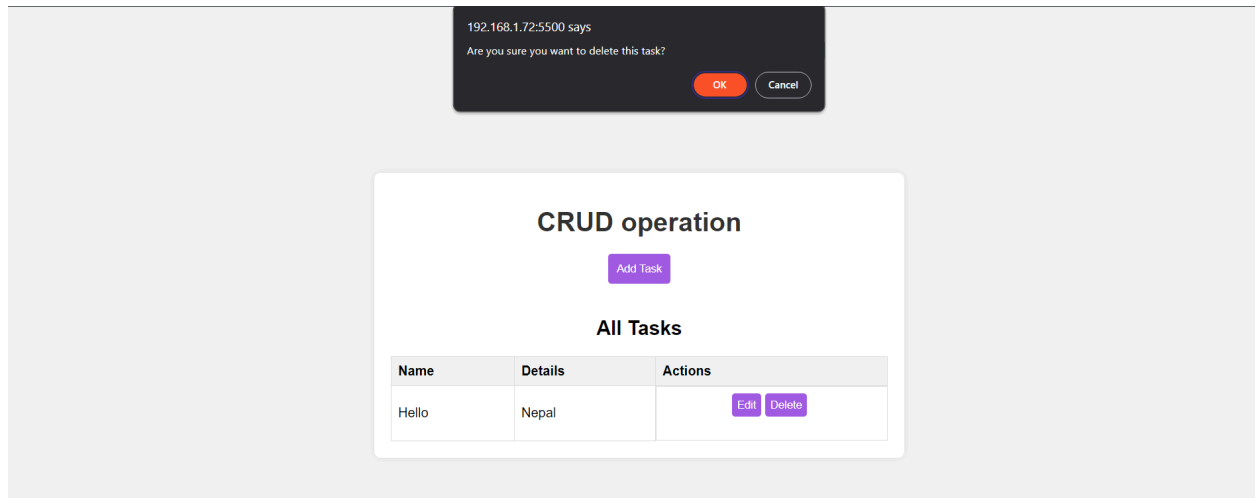 192.168.1.72:5500 says
Are you sure you want to delete this task?
OK Cancel
CRUD operation
Add Task
All Tasks
Name Details Actions
Hello Nepal Edit Delete